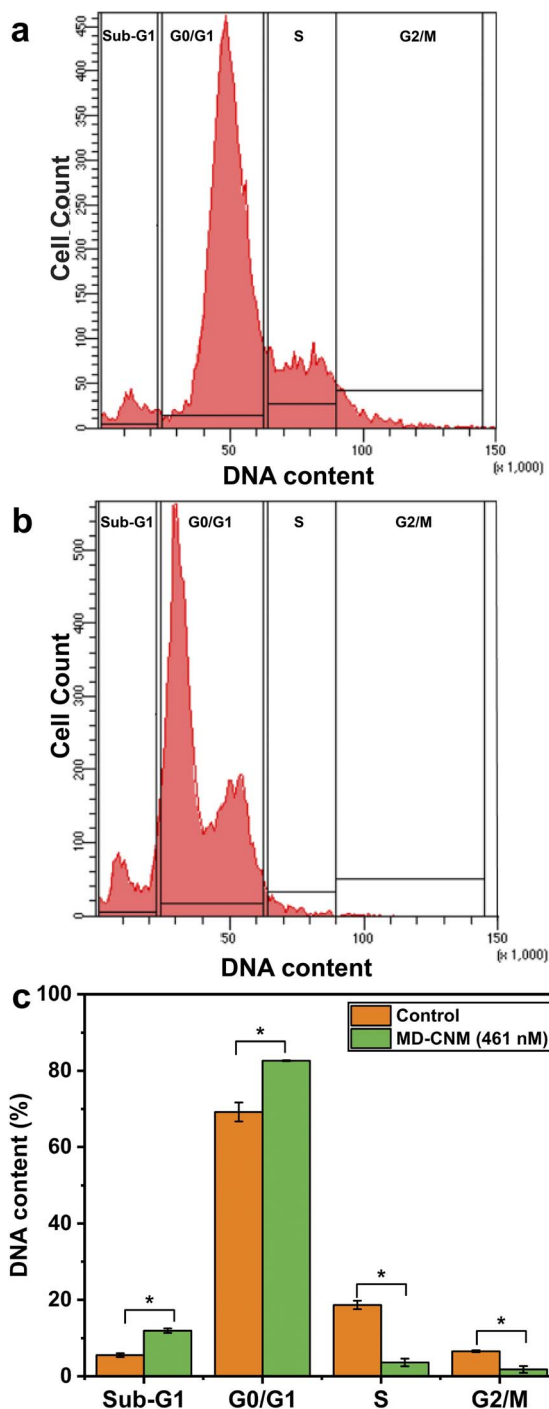 a
Sub-G1 G0/G1 S G2/M
Cell Count
450
400
350
300
250
200
150
100
50
0
50 100 150
(x 1,000)
DNA content
b
Sub-G1 G0/G1 S G2/M
Cell Count
500
400
300
200
100
0
50 100 150
(x 1,000)
DNA content
c
100
80
60
40
20
0
DNA content (%)
Control
MD-CNM (461 nM)
* * * *
Sub-G1 G0/G1 S G2/M